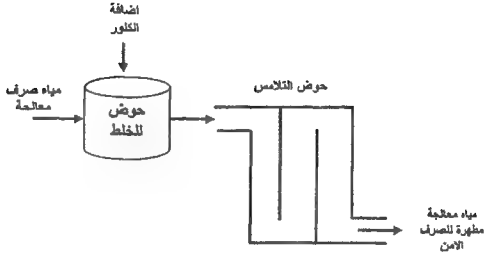 اضافة
الكلور
مياه صرف
معالجة
حوض
للخلط
حوض التلامس
مياه معالجة
مطهرة للصرف
الامن